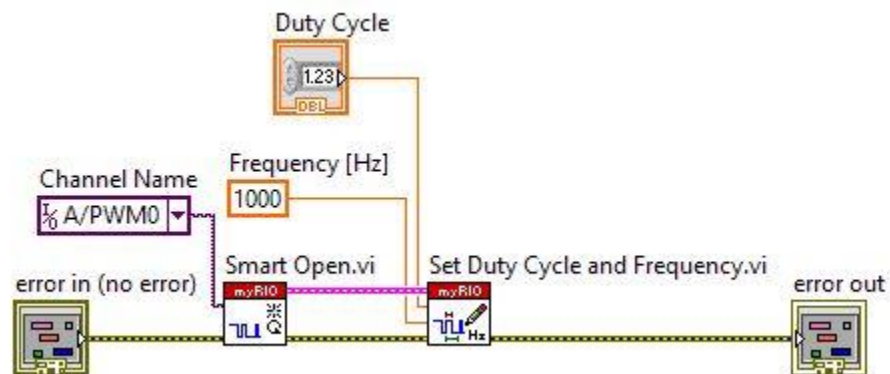 Duty Cycle
1.23
DBL
Frequency [Hz]
1000
Channel Name
I/O A/PWM0
Smart Open.vi
Set Duty Cycle and Frequency.vi
error in (no error)
error out
myRIO
myRIO
Hz